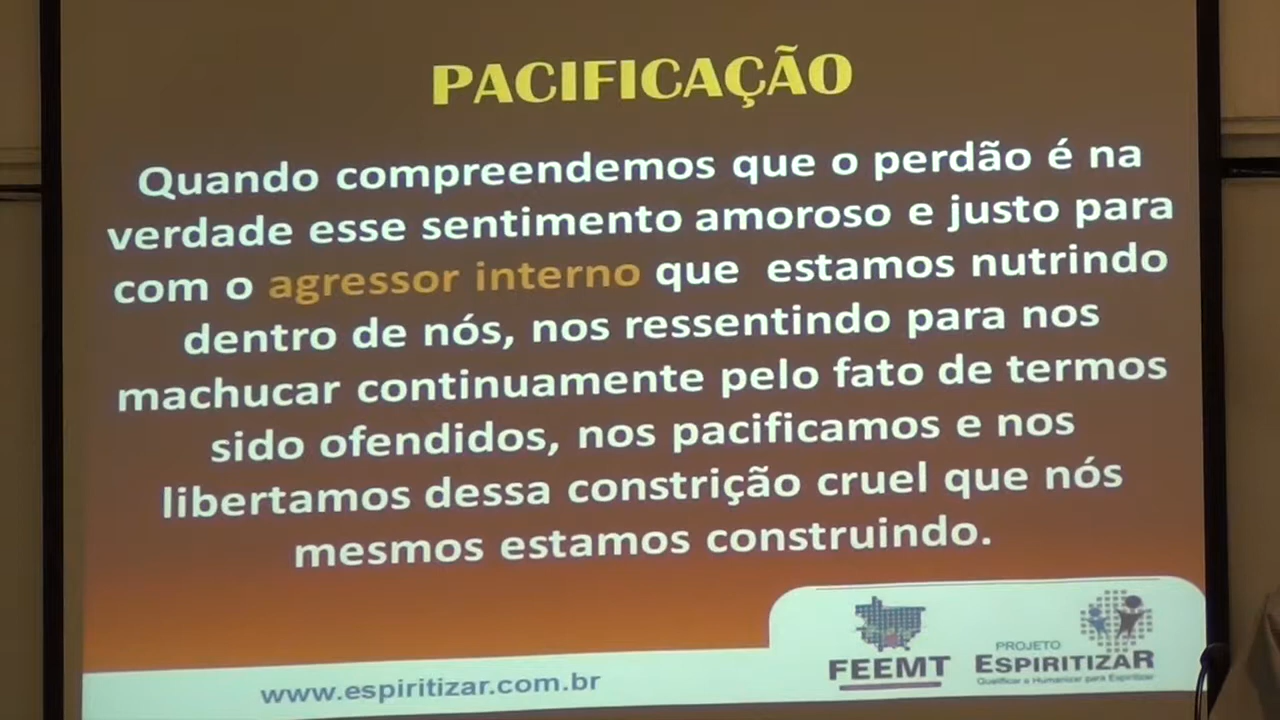 PACIFICAÇÃO
Quando compreendemos que o perdão é na
verdade esse sentimento amoroso e justo para
com o agressor interno que estamos nutrindo
dentro de nós, nos ressentindo para nos
machucar continuamente pelo fato de termos
sido ofendidos, nos pacificamos e nos
libertamos dessa constrição cruel que nós
mesmos estamos construindo.
www.espiritizar.com.br
FEEMT
PROJETO
ESPIRITIZAR
Qualificar e Humanizar para Espiritizar